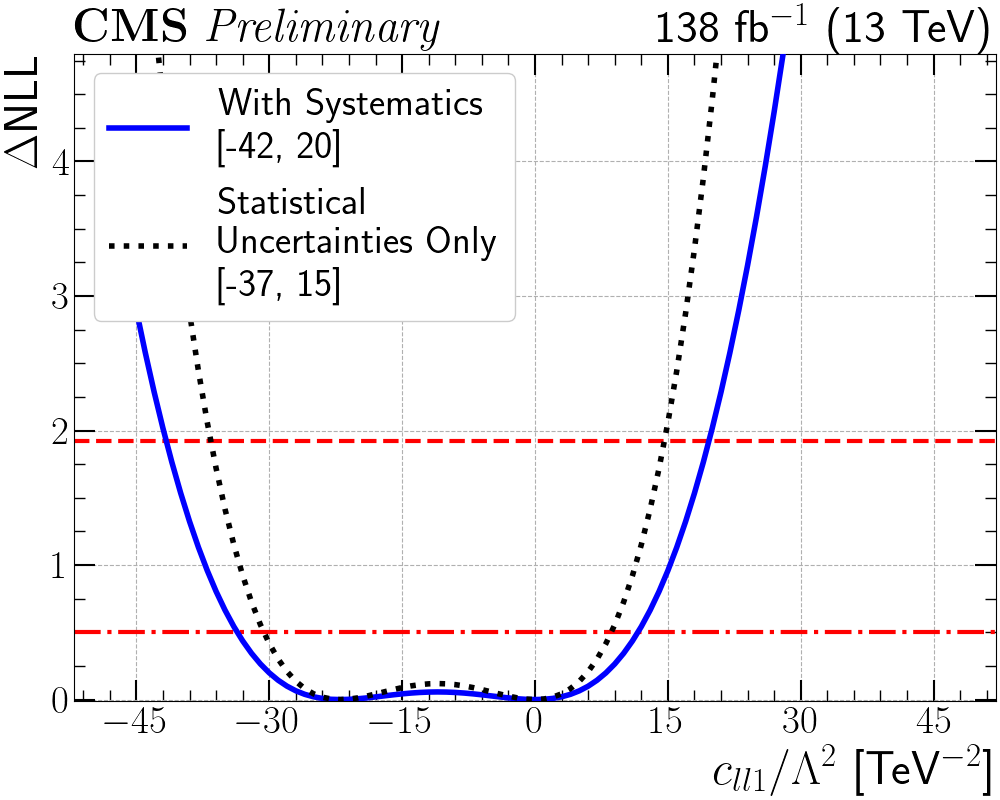 CMS Preliminary 138 fb⁻¹ (13 TeV)
ΔNLL
With Systematics
[-42, 20]
Statistical
Uncertainties Only
[-37, 15]
4
3
2
1
0
−45 −30 −15 0 15 30 45
c_{ll1}/Λ² [TeV⁻²]